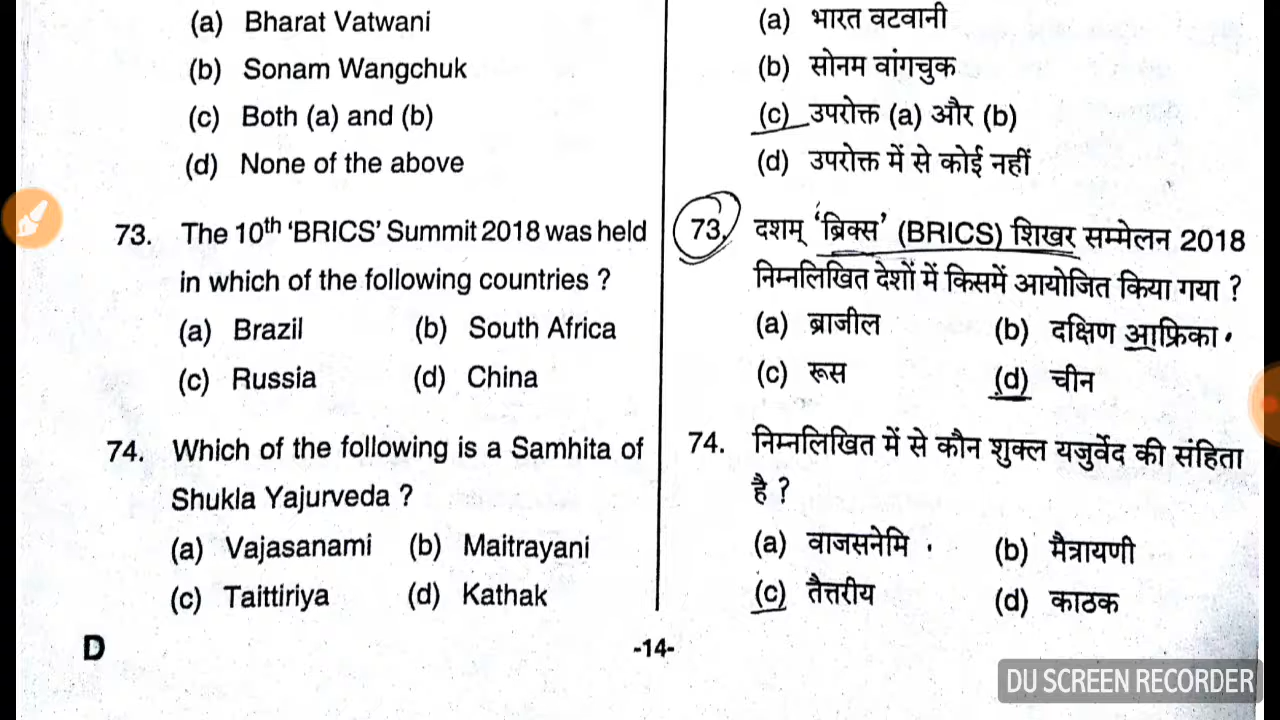 (a) Bharat Vatwani
(b) Sonam Wangchuk
(c) Both (a) and (b)
(d) None of the above
73. The 10th 'BRICS' Summit 2018 was held
in which of the following countries ?
(a) Brazil (b) South Africa
(c) Russia (d) China
74. Which of the following is a Samhita of
Shukla Yajurveda ?
(a) Vajasanami (b) Maitrayani
(c) Taittiriya (d) Kathak
(a) भारत वटवानी
(b) सोनम वांगचुक
(c) उपरोक्त (a) और (b)
(d) उपरोक्त में से कोई नहीं
73. दशम् 'ब्रिक्स' (BRICS) शिखर सम्मेलन 2018
निम्नलिखित देशों में किसमें आयोजित किया गया ?
(a) ब्राजील (b) दक्षिण आफ्रिका
(c) रूस (d) चीन
74. निम्नलिखित में से कौन शुक्ल यजुर्वेद की संहिता
है ?
(a) वाजसनेमि (b) मैत्रायणी
(c) तैत्तरीय (d) काठक
D -14-
DU SCREEN RECORDER